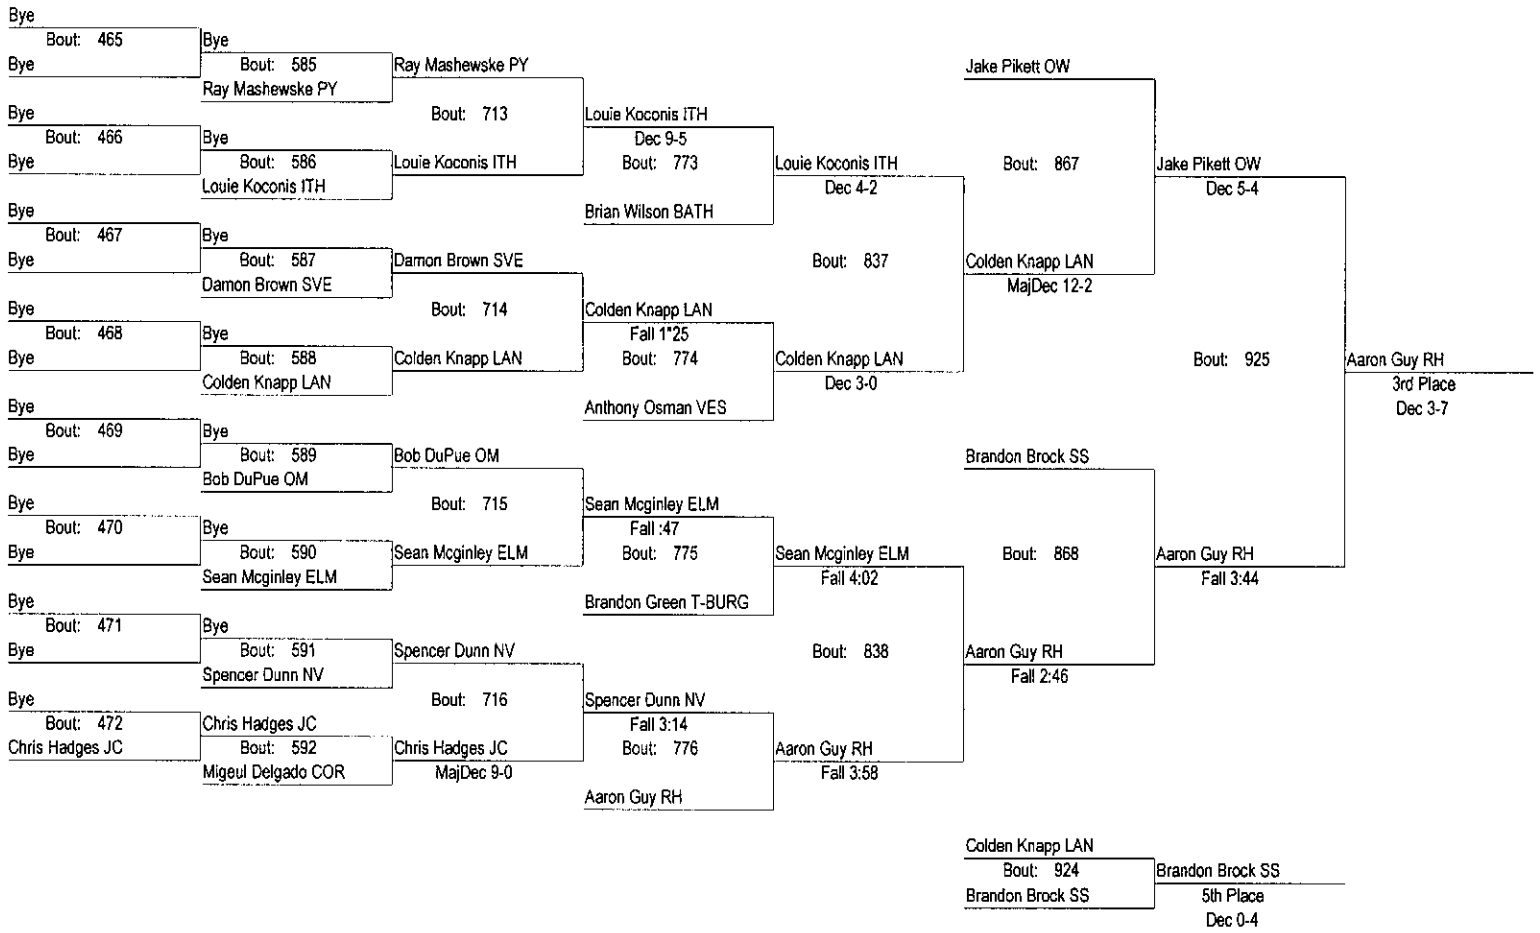 Bye
Bout: 465
Bye
Bye
Bout: 585
Ray Mashewske PY
Ray Mashewske PY
Bout: 713
Bye
Bout: 466
Bye
Bye
Bout: 586
Louie Koconis ITH
Louie Koconis ITH
Louie Koconis ITH
Dec 9-5
Bout: 773
Brian Wilson BATH
Louie Koconis ITH
Dec 4-2
Bye
Bout: 467
Bye
Bye
Bout: 587
Damon Brown SVE
Damon Brown SVE
Bout: 714
Bye
Bout: 468
Bye
Bye
Bout: 588
Colden Knapp LAN
Colden Knapp LAN
Colden Knapp LAN
Fall 1"25
Bout: 774
Anthony Osman VES
Colden Knapp LAN
Dec 3-0
Bout: 837
Jake Pikett OW
Bout: 867
Colden Knapp LAN
MajDec 12-2
Jake Pikett OW
Dec 5-4
Bye
Bout: 469
Bye
Bye
Bout: 589
Bob DuPue OM
Bob DuPue OM
Bout: 715
Bye
Bout: 470
Bye
Bye
Bout: 590
Sean Mcginley ELM
Sean Mcginley ELM
Sean Mcginley ELM
Fall :47
Bout: 775
Brandon Green T-BURG
Sean Mcginley ELM
Fall 4:02
Bye
Bout: 471
Bye
Bye
Bout: 591
Spencer Dunn NV
Spencer Dunn NV
Bout: 716
Bye
Bout: 472
Chris Hadges JC
Chris Hadges JC
Bout: 592
Migeul Delgado COR
Chris Hadges JC
MajDec 9-0
Spencer Dunn NV
Fall 3:14
Bout: 776
Aaron Guy RH
Aaron Guy RH
Fall 3:58
Bout: 838
Brandon Brock SS
Bout: 868
Aaron Guy RH
Fall 2:46
Aaron Guy RH
Fall 3:44
Bout: 925
Aaron Guy RH
3rd Place
Dec 3-7
Colden Knapp LAN
Bout: 924
Brandon Brock SS
Brandon Brock SS
5th Place
Dec 0-4